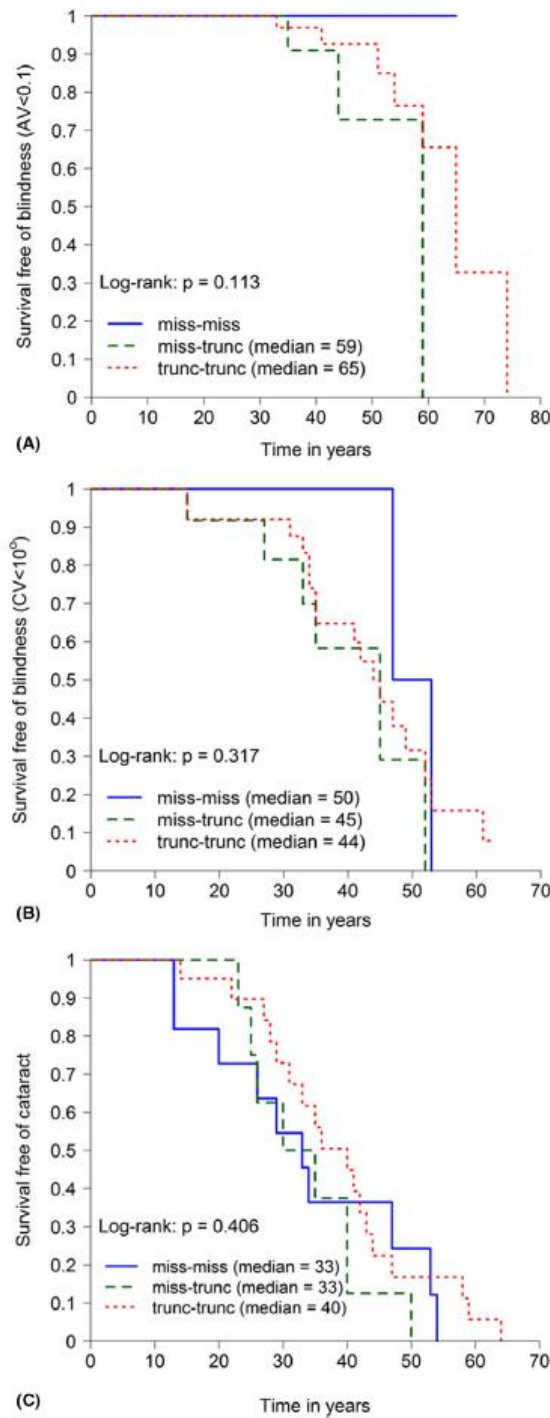 1
0.9
0.8
0.7
0.6
0.5
0.4
0.3
0.2
0.1
0
Survival free of blindness (AV<0.1)
Log-rank: p = 0.113
miss-miss
miss-trunc (median = 59)
trunc-trunc (median = 65)
0 10 20 30 40 50 60 70 80
Time in years
(A)
1
0.9
0.8
0.7
0.6
0.5
0.4
0.3
0.2
0.1
0
Survival free of blindness (CV<10°)
Log-rank: p = 0.317
miss-miss (median = 50)
miss-trunc (median = 45)
trunc-trunc (median = 44)
0 10 20 30 40 50 60 70
Time in years
(B)
1
0.9
0.8
0.7
0.6
0.5
0.4
0.3
0.2
0.1
0
Survival free of cataract
Log-rank: p = 0.406
miss-miss (median = 33)
miss-trunc (median = 33)
trunc-trunc (median = 40)
0 10 20 30 40 50 60 70
Time in years
(C)